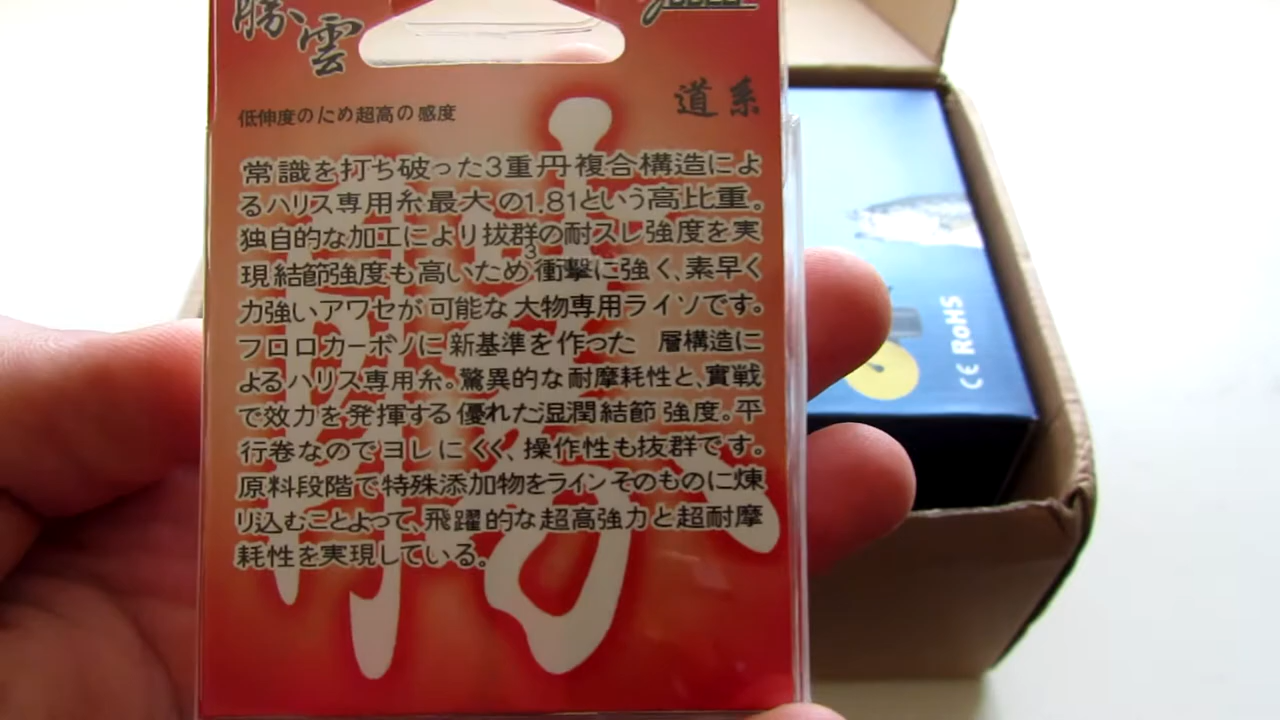 勝雲
道系
低伸度のため超高の感度
常識を打ち破った3重円複合構造によ
るハリス専用糸最大の1.81という高比重。
独自的な加工により抜群の耐スレ強度を実
3
現結節強度も高いため衝撃に強く、素早く
力強いアワセが可能な大物専用ライソです。
フロロカーボノに新基準を作った 層構造に
よるハリス専用糸。驚異的な耐摩耗性と、實戦
で效力を発揮する優れた湿潤結節強度。平
行卷なのでヨレにくく、操作性も抜群です。
原料段階で特殊添加物をラインそのものに煉
り込むことよって、飛躍的な超高強力と超耐摩
耗性を実現している。
CE RoHS